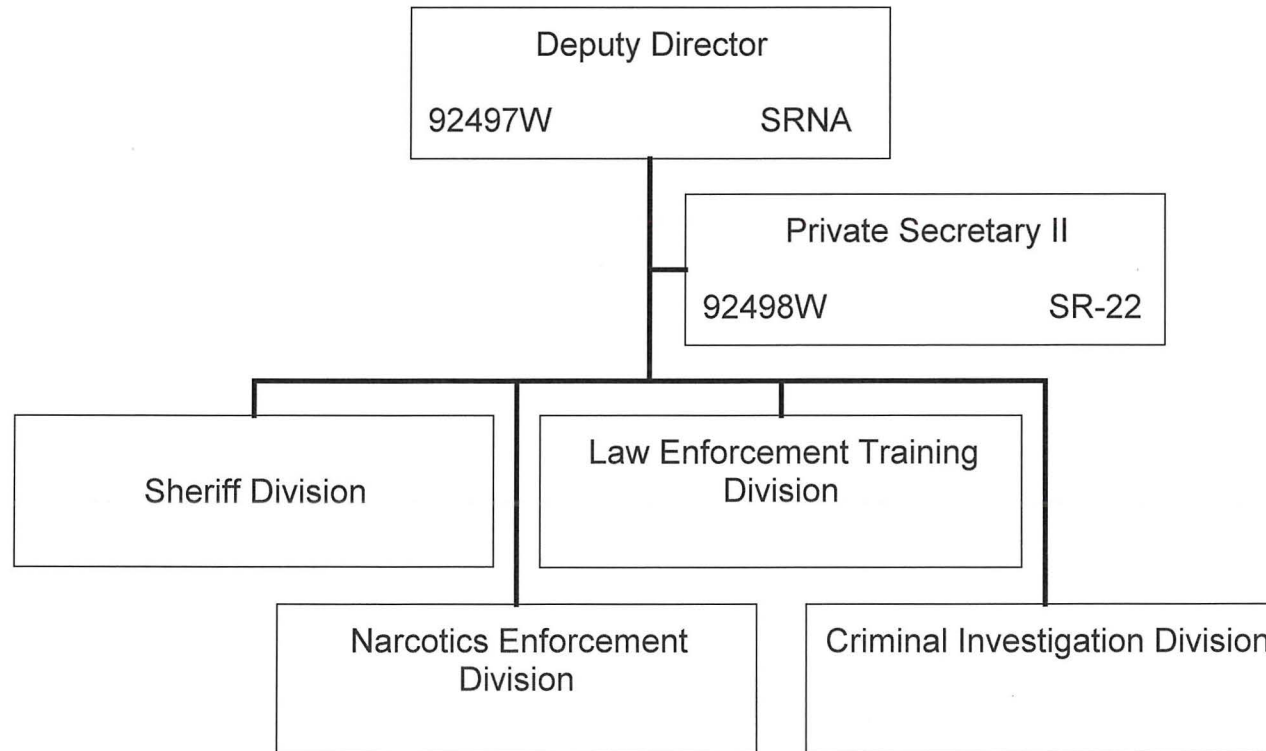 Deputy Director
92497W SRNA
Private Secretary II
92498W SR-22
Sheriff Division
Law Enforcement Training
Division
Narcotics Enforcement
Division
Criminal Investigation Division